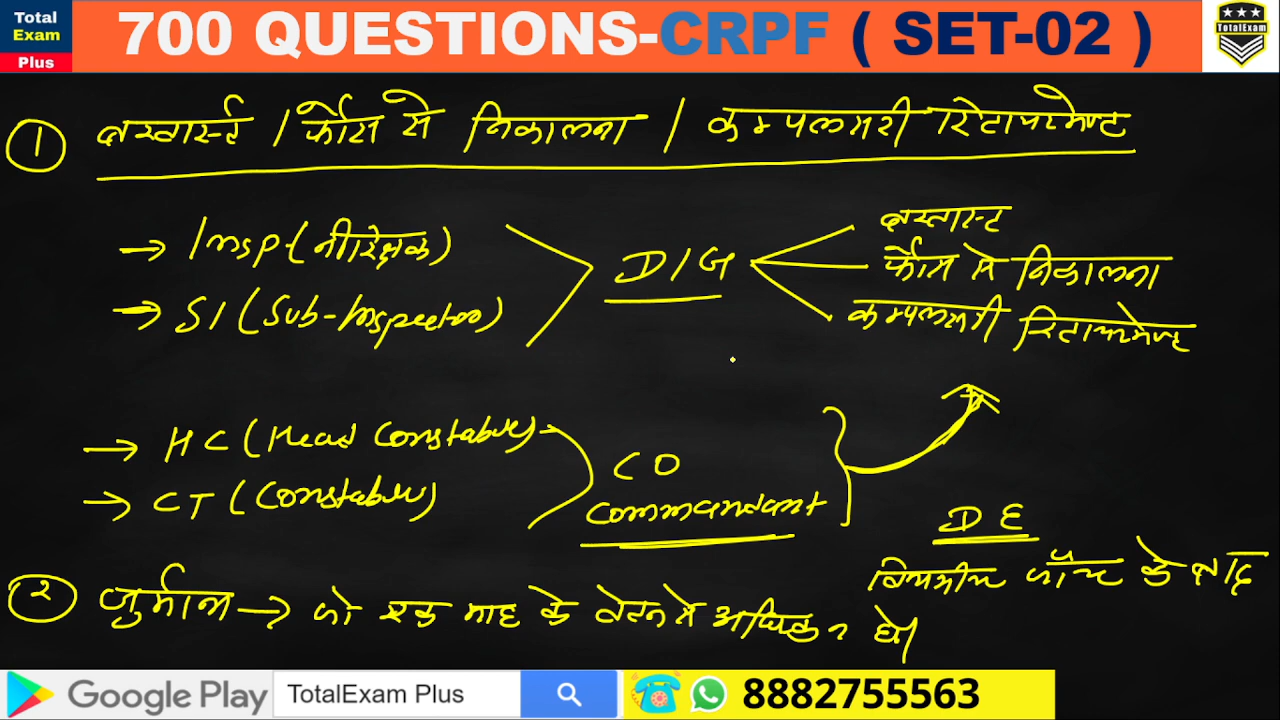 Total Exam Plus
700 QUESTIONS-CRPF ( SET-02 )
TotalExam
① बरखास्त / फोर्स से निकालना / कम्पलसरी रिटायरमेण्ट
→ Insp (नीरिक्षक)
→ SI (Sub-Inspector)
DIG
बरखास्ट
फोर्स से निकालना
कम्पलसरी रिटायरमेण्ट
→ HC (Head Constable)
→ CT (Constable)
CO
Commandant
DE
विभागीय जॉच के बाद
② जुर्माना → जो एक माह के वेतन से अधिक न हो।
Google Play
TotalExam Plus
8882755563